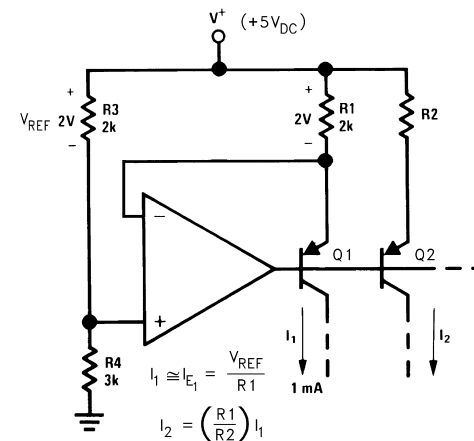 V+ (+5VDC)
+
R3
2k
VREF 2V
–
+
R1
2k
2V
–
R2
–
+
Q1
Q2
R4
3k
I1
1 mA
I2
I1 ≅ IE1 = VREF / R1
I2 = (R1 / R2) I1